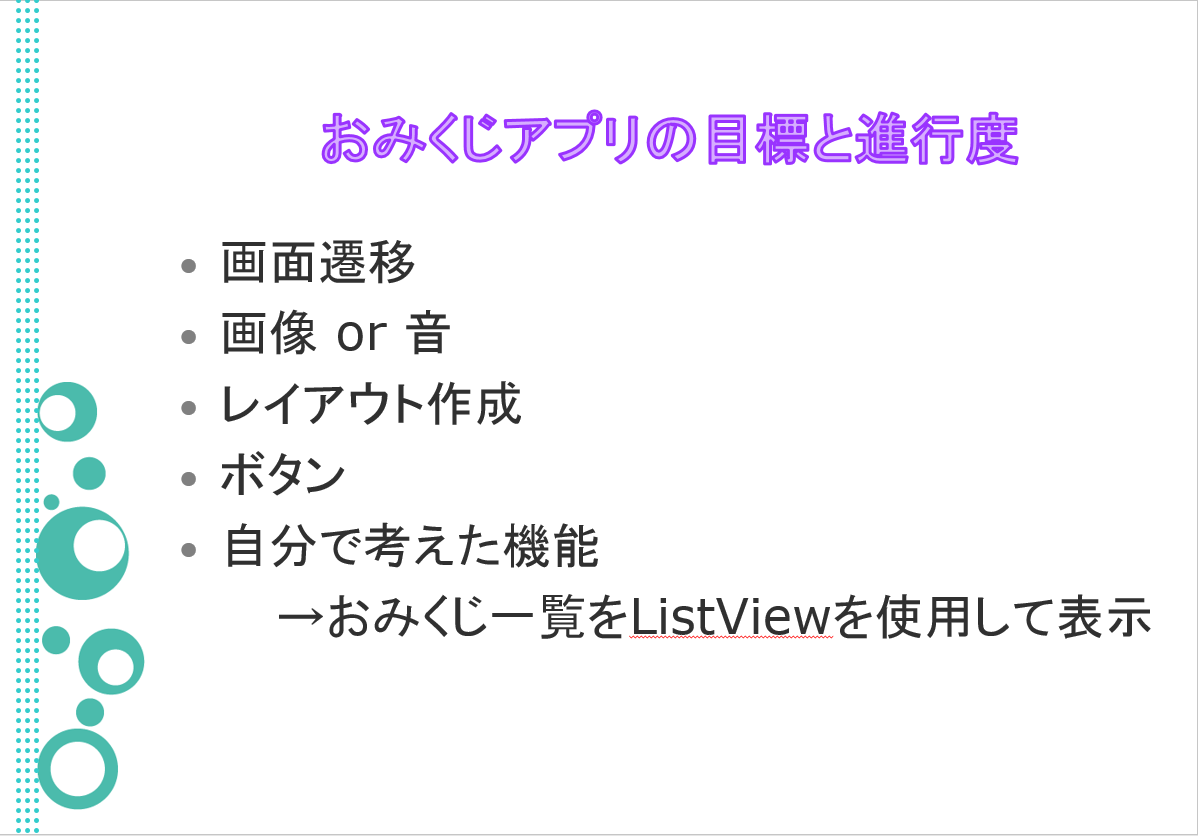 おみくじアプリの目標と進行度
• 画面遷移
• 画像 or 音
• レイアウト作成
• ボタン
• 自分で考えた機能
→おみくじ一覧をListViewを使用して表示